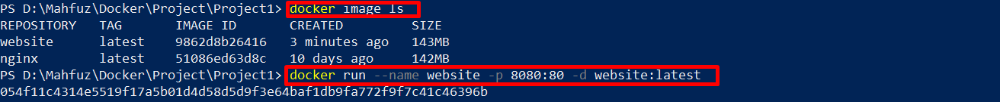 PS D:\Mahfuz\Docker\Project\Project1> docker image ls
REPOSITORY TAG IMAGE ID CREATED SIZE
website latest 9862d8b26416 3 minutes ago 143MB
nginx latest 51086ed63d8c 10 days ago 142MB
PS D:\Mahfuz\Docker\Project\Project1> docker run --name website -p 8080:80 -d website:latest
054f11c4314e5519f17a5b01d4d58d5d9f3e64baf1db9fa772f9f7c41c46396b